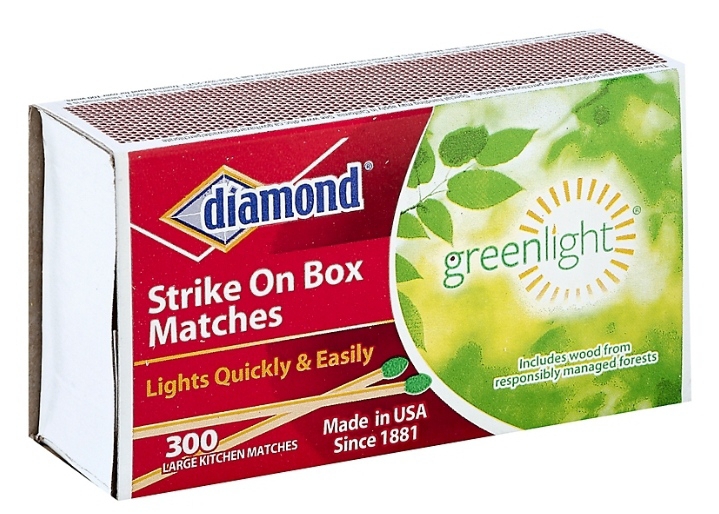 diamond®
Strike On Box
Matches
Lights Quickly & Easily
300
LARGE KITCHEN MATCHES
Made in USA
Since 1881
greenlight®
Includes wood from
responsibly managed forests